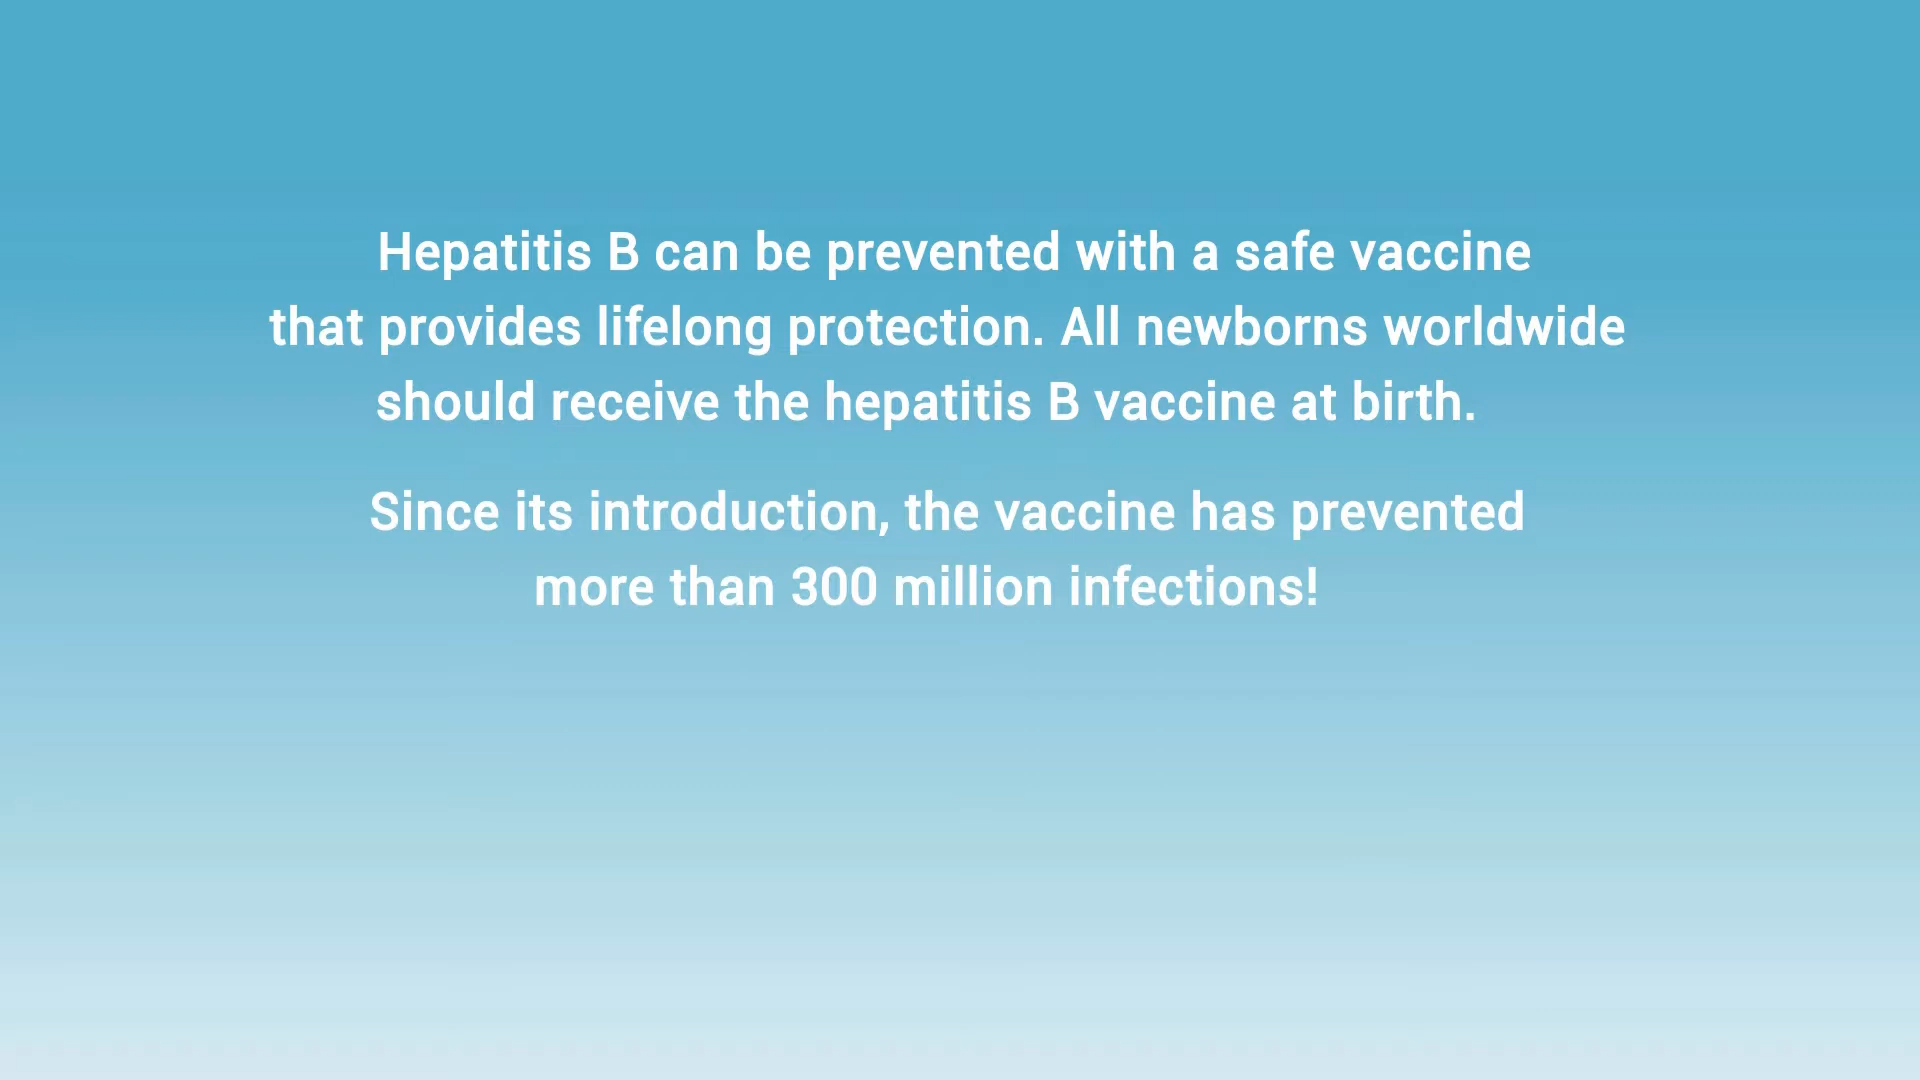 Hepatitis B can be prevented with a safe vaccine
that provides lifelong protection. All newborns worldwide
should receive the hepatitis B vaccine at birth.
Since its introduction, the vaccine has prevented
more than 300 million infections!